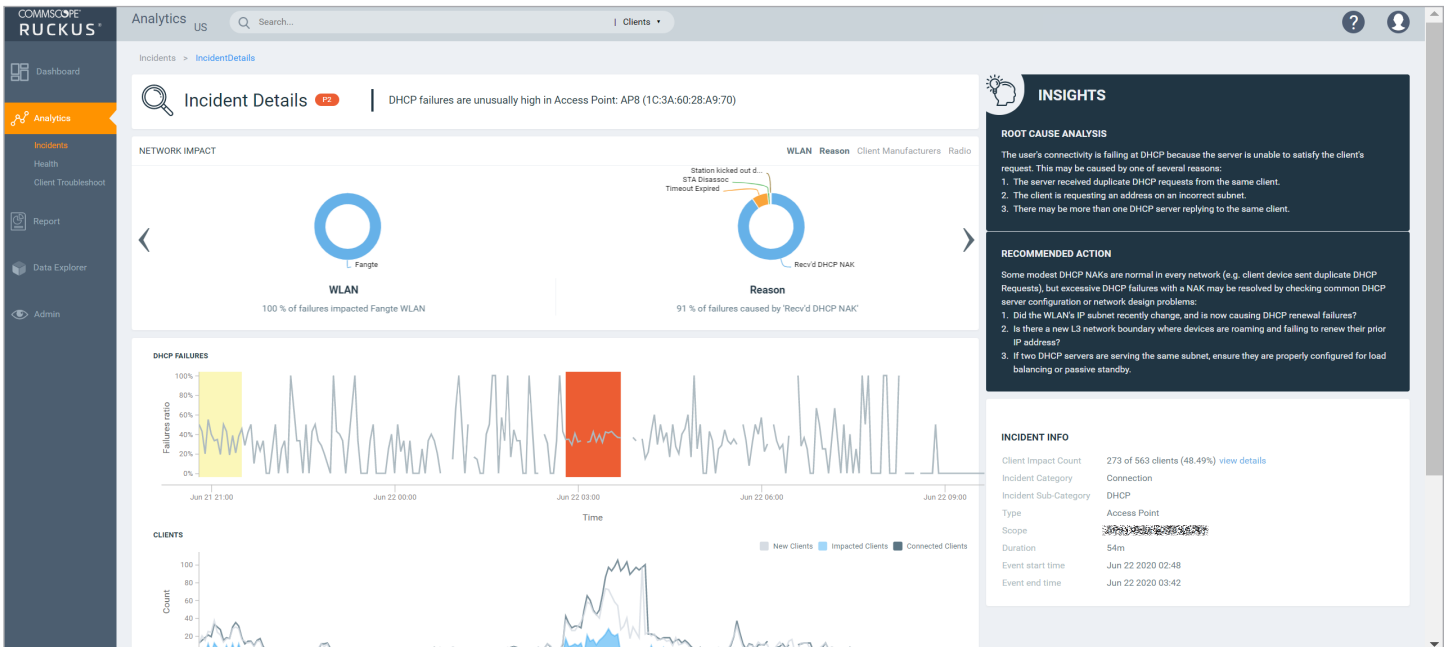 COMMSCOPE®
RUCKUS®
Analytics US
Search...
| Clients
?
Dashboard
Analytics
Incidents
Health
Client Troubleshoot
Report
Data Explorer
Admin
Incidents > IncidentDetails
Incident Details P2
DHCP failures are unusually high in Access Point: AP8 (1C:3A:60:28:A9:70)
NETWORK IMPACT
WLAN Reason Client Manufacturers Radio
Fangte
WLAN
100 % of failures impacted Fangte WLAN
Station kicked out d...
STA Disassoc
Timeout Expired
Recv'd DHCP NAK
Reason
91 % of failures caused by 'Recv'd DHCP NAK'
DHCP FAILURES
Failures ratio
100%
80%
60%
40%
20%
0%
Jun 21 21:00
Jun 22 00:00
Jun 22 03:00
Jun 22 06:00
Jun 22 09:00
Time
CLIENTS
New Clients Impacted Clients Connected Clients
Count
100
80
60
40
20
INSIGHTS
ROOT CAUSE ANALYSIS
The user's connectivity is failing at DHCP because the server is unable to satisfy the client's
request. This may be caused by one of several reasons:
1. The server received duplicate DHCP requests from the same client.
2. The client is requesting an address on an incorrect subnet.
3. There may be more than one DHCP server replying to the same client.
RECOMMENDED ACTION
Some modest DHCP NAKs are normal in every network (e.g. client device sent duplicate DHCP
Requests), but excessive DHCP failures with a NAK may be resolved by checking common DHCP
server configuration or network design problems:
1. Did the WLAN's IP subnet recently change, and is now causing DHCP renewal failures?
2. Is there a new L3 network boundary where devices are roaming and failing to renew their prior
IP address?
3. If two DHCP servers are serving the same subnet, ensure they are properly configured for load
balancing or passive standby.
INCIDENT INFO
Client Impact Count 273 of 563 clients (48.49%) view details
Incident Category Connection
Incident Sub-Category DHCP
Type Access Point
Scope
Duration 54m
Event start time Jun 22 2020 02:48
Event end time Jun 22 2020 03:42